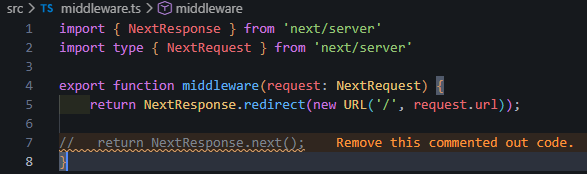 src > TS middleware.ts > middleware
1 import { NextResponse } from 'next/server'
2 import type { NextRequest } from 'next/server'
3
4 export function middleware(request: NextRequest) {
5     return NextResponse.redirect(new URL('/', request.url));
6
7 //   return NextResponse.next();     Remove this commented out code.
8 }